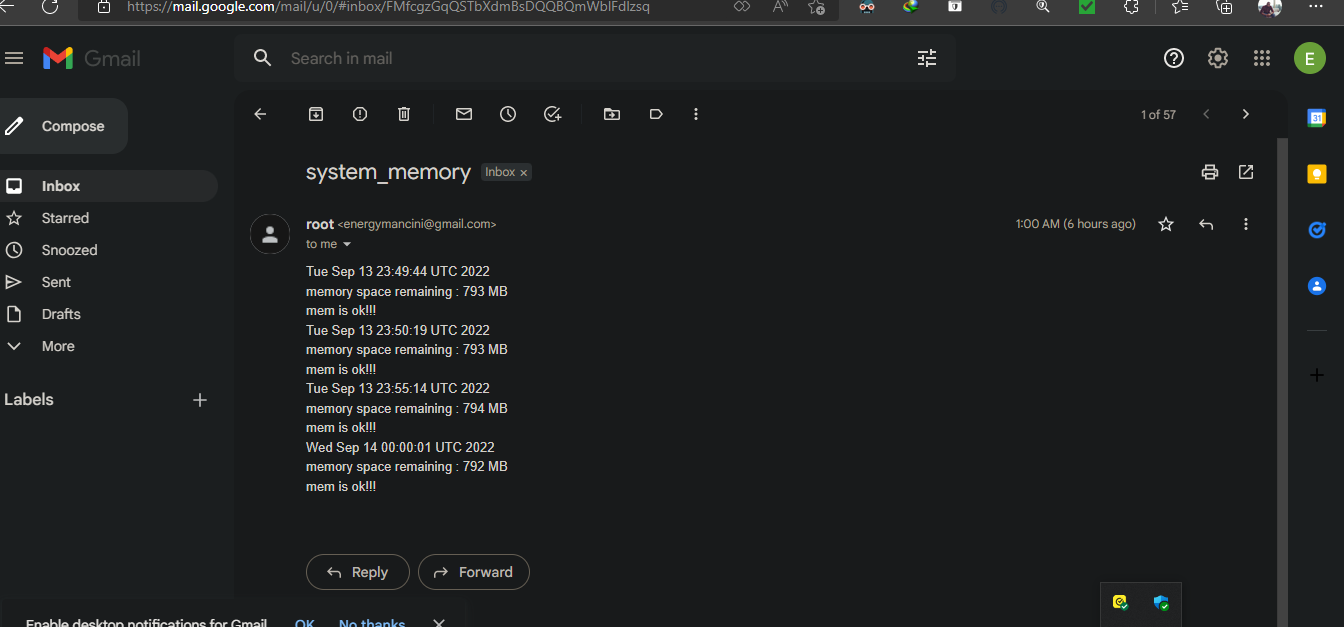 https://mail.google.com/mail/u/0/#inbox/FMfcgzGqQSTbXdmBsDQQBQmWbIFdlzsq
Gmail
Search in mail
E
Compose
1 of 57
31
system_memory
Inbox ×
Inbox
Starred
Snoozed
Sent
Drafts
More
Labels
root <energymancini@gmail.com>
1:00 AM (6 hours ago)
to me
Tue Sep 13 23:49:44 UTC 2022
memory space remaining : 793 MB
mem is ok!!!
Tue Sep 13 23:50:19 UTC 2022
memory space remaining : 793 MB
mem is ok!!!
Tue Sep 13 23:55:14 UTC 2022
memory space remaining : 794 MB
mem is ok!!!
Wed Sep 14 00:00:01 UTC 2022
memory space remaining : 792 MB
mem is ok!!!
Reply
Forward
Enable desktop notifications for Gmail. OK No thanks